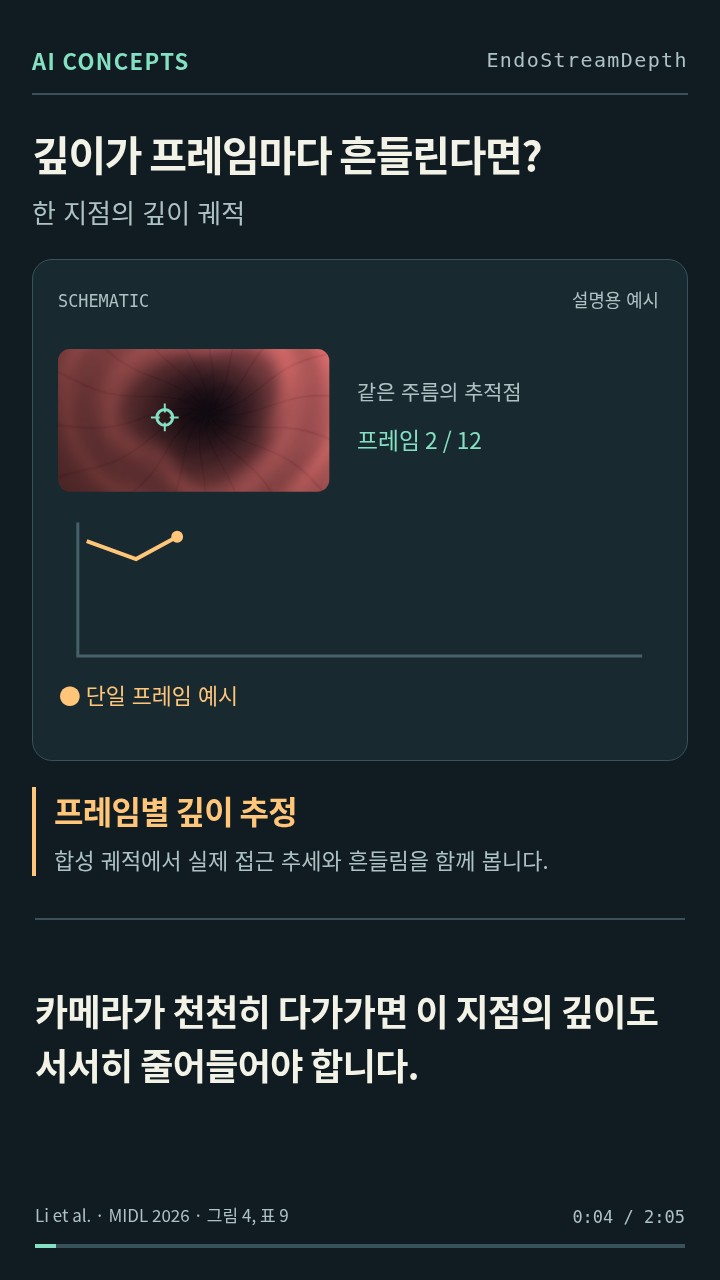 AI CONCEPTS
EndoStreamDepth
깊이가 프레임마다 흔들린다면?
한 지점의 깊이 궤적
SCHEMATIC
설명용 예시
같은 주름의 추적점
프레임 2 / 12
단일 프레임 예시
프레임별 깊이 추정
합성 궤적에서 실제 접근 추세와 흔들림을 함께 봅니다.
카메라가 천천히 다가가면 이 지점의 깊이도
서서히 줄어들어야 합니다.
Li et al. · MIDL 2026 · 그림 4, 표 9
0:04 / 2:05